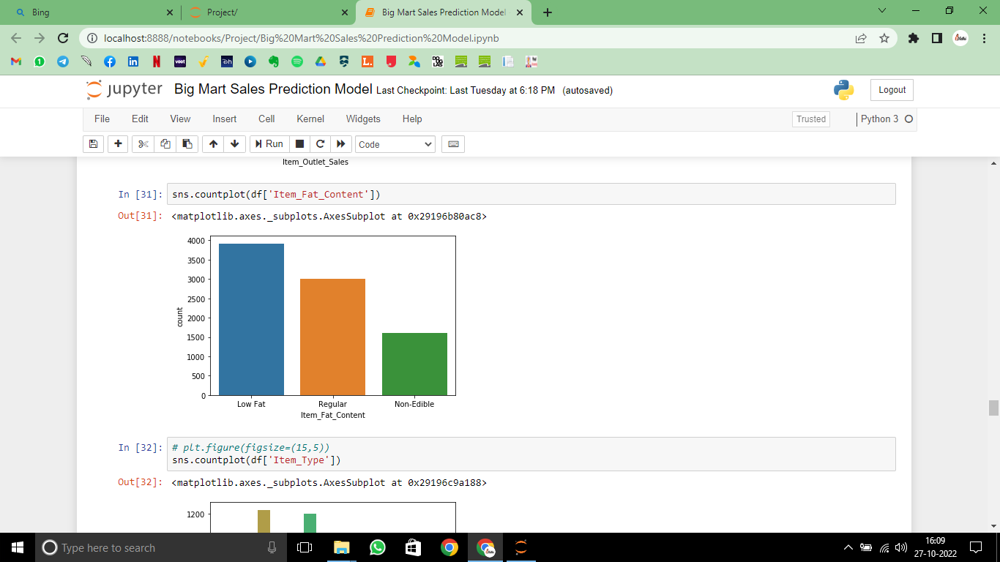 Bing
Project/
Big Mart Sales Prediction Model
localhost:8888/notebooks/Project/Big%20Mart%20Sales%20Prediction%20Model.ipynb
jupyter Big Mart Sales Prediction Model Last Checkpoint: Last Tuesday at 6:18 PM (autosaved)
Logout
File Edit View Insert Cell Kernel Widgets Help
Trusted
Python 3
Run
Code
Item_Outlet_Sales
In [31]: sns.countplot(df['Item_Fat_Content'])
Out[31]: <matplotlib.axes._subplots.AxesSubplot at 0x29196b80ac8>
4000
3500
3000
2500
2000
1500
1000
500
0
count
Low Fat Regular Non-Edible
Item_Fat_Content
In [32]: # plt.figure(figsize=(15,5))
sns.countplot(df['Item_Type'])
Out[32]: <matplotlib.axes._subplots.AxesSubplot at 0x29196c9a188>
1200
Type here to search
16:09
27-10-2022